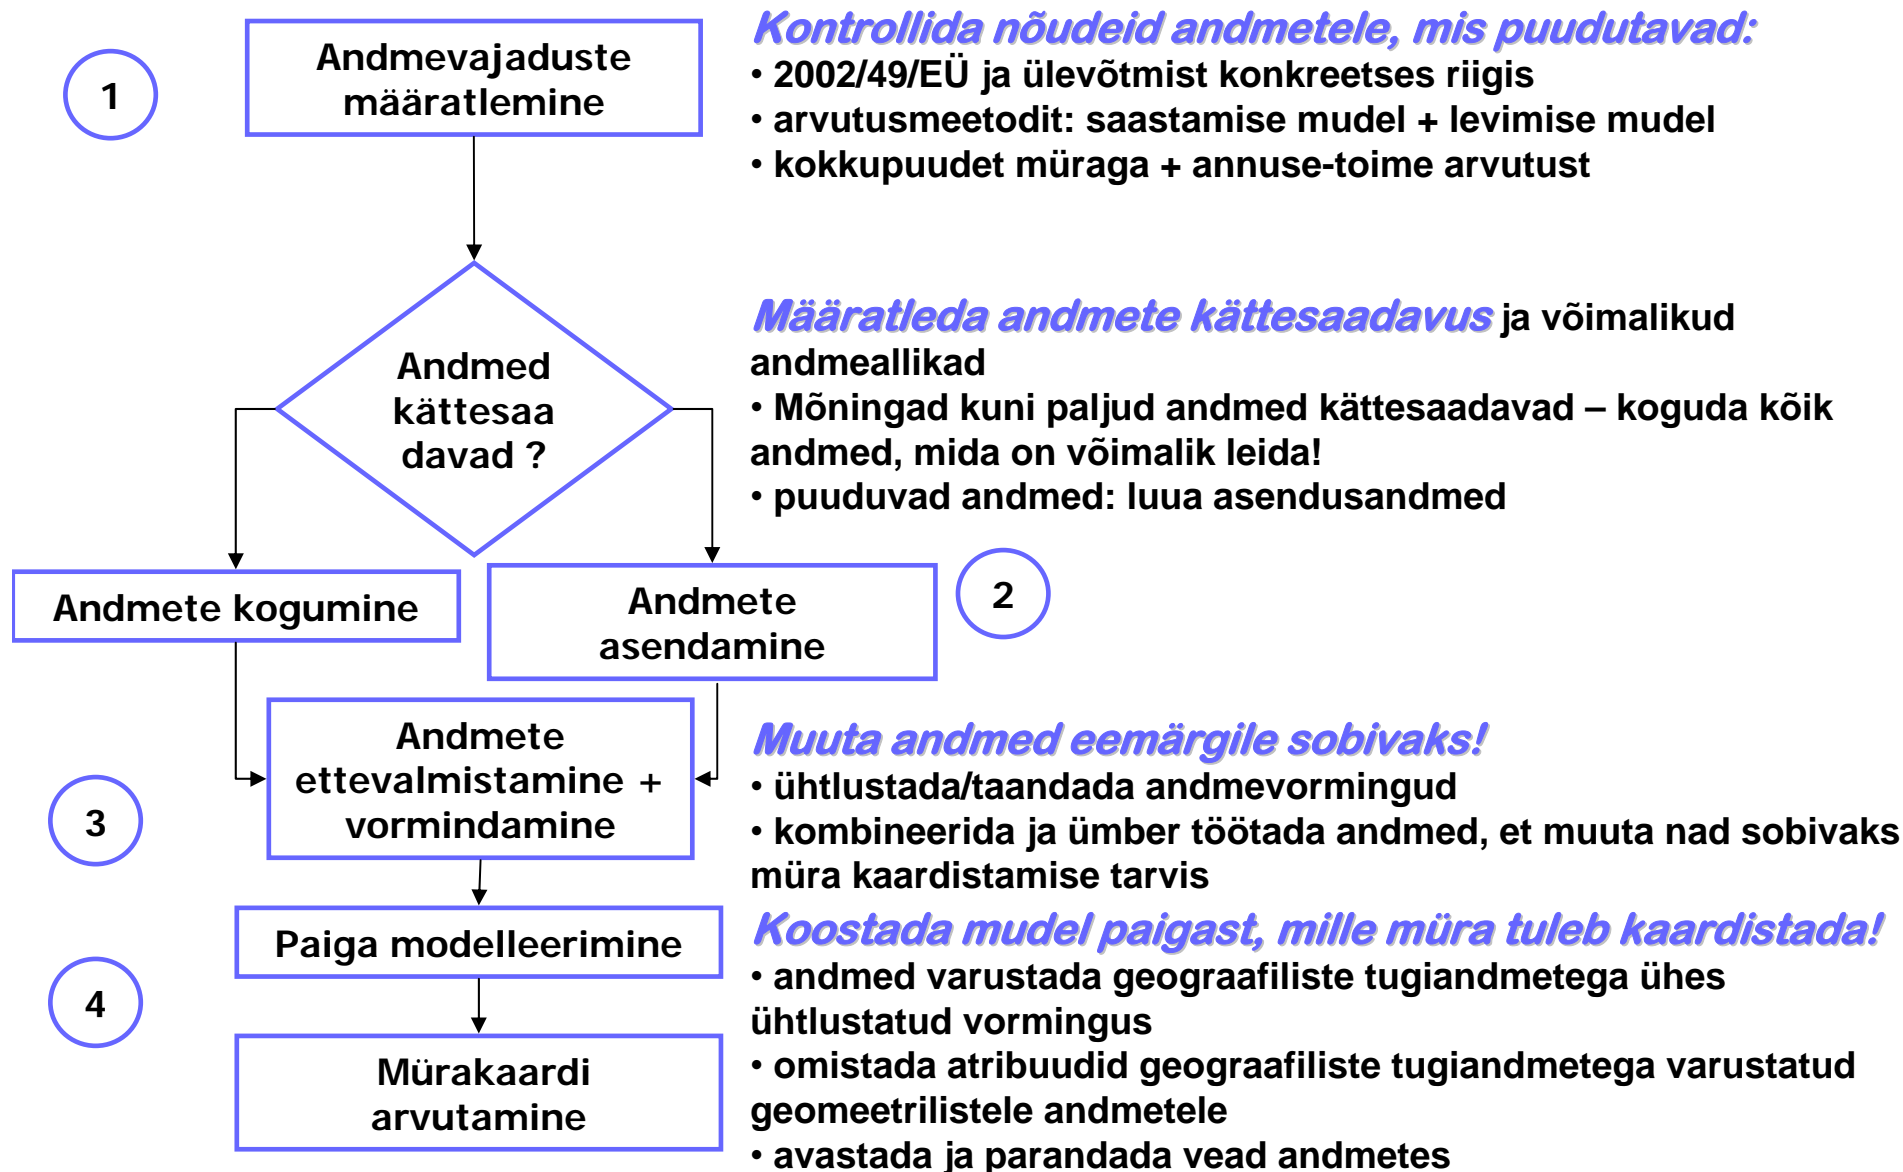 1
Andmevajaduste
määratlemine
Kontrollida nõudeid andmetele, mis puudutavad:
• 2002/49/EÜ ja ülevõtmist konkreetses riigis
• arvutusmeetodit: saastamise mudel + levimise mudel
• kokkupuudet müraga + annuse-toime arvutust
Andmed
kättesaa
davad ?
Määratleda andmete kättesaadavus ja võimalikud
andmeallikad
• Mõningad kuni paljud andmed kättesaadavad – koguda kõik
andmed, mida on võimalik leida!
• puuduvad andmed: luua asendusandmed
Andmete kogumine
Andmete
asendamine
2
3
Andmete
ettevalmistamine +
vormindamine
Muuta andmed eemärgile sobivaks!
• ühtlustada/taandada andmevormingud
• kombineerida ja ümber töötada andmed, et muuta nad sobivaks
müra kaardistamise tarvis
4
Paiga modelleerimine
Mürakaardi
arvutamine
Koostada mudel paigast, mille müra tuleb kaardistada!
• andmed varustada geograafiliste tugiandmetega ühes
ühtlustatud vormingus
• omistada atribuudid geograafiliste tugiandmetega varustatud
geomeetrilistele andmetele
• avastada ja parandada vead andmetes